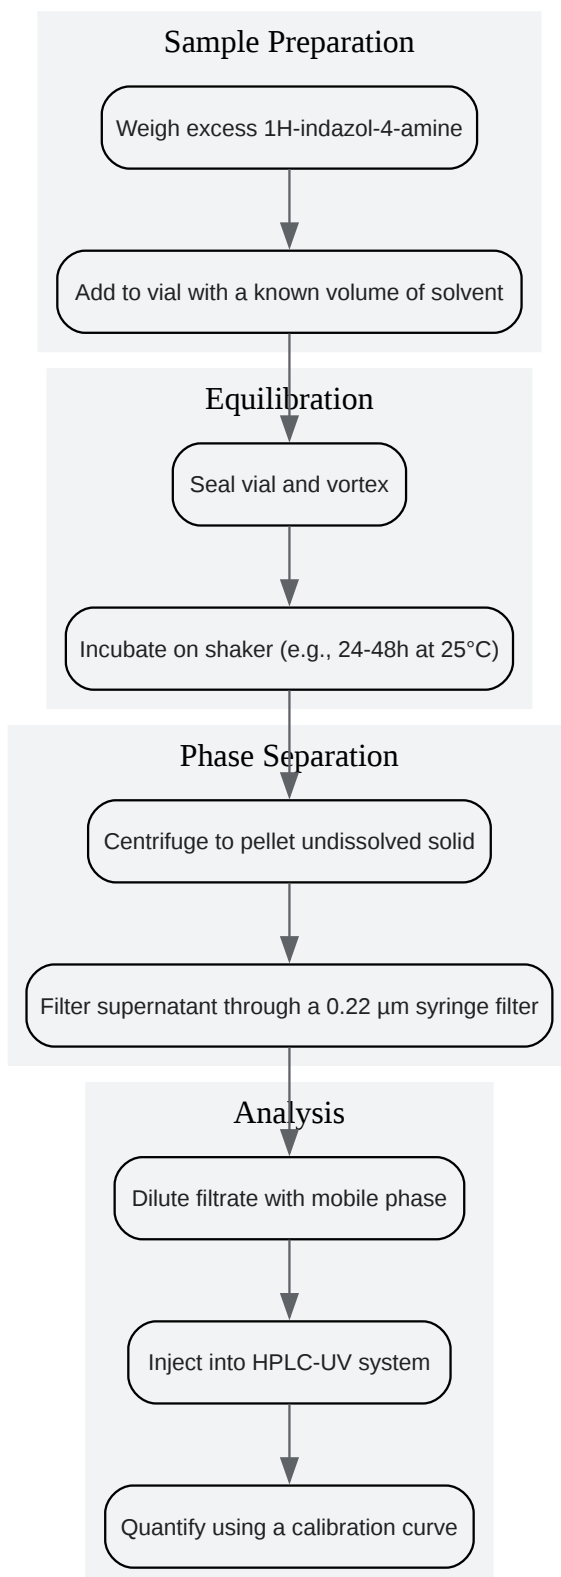 Sample Preparation
Weigh excess 1H-indazol-4-amine
Add to vial with a known volume of solvent
Equilibration
Seal vial and vortex
Incubate on shaker (e.g., 24-48h at 25°C)
Phase Separation
Centrifuge to pellet undissolved solid
Filter supernatant through a 0.22 µm syringe filter
Analysis
Dilute filtrate with mobile phase
Inject into HPLC-UV system
Quantify using a calibration curve